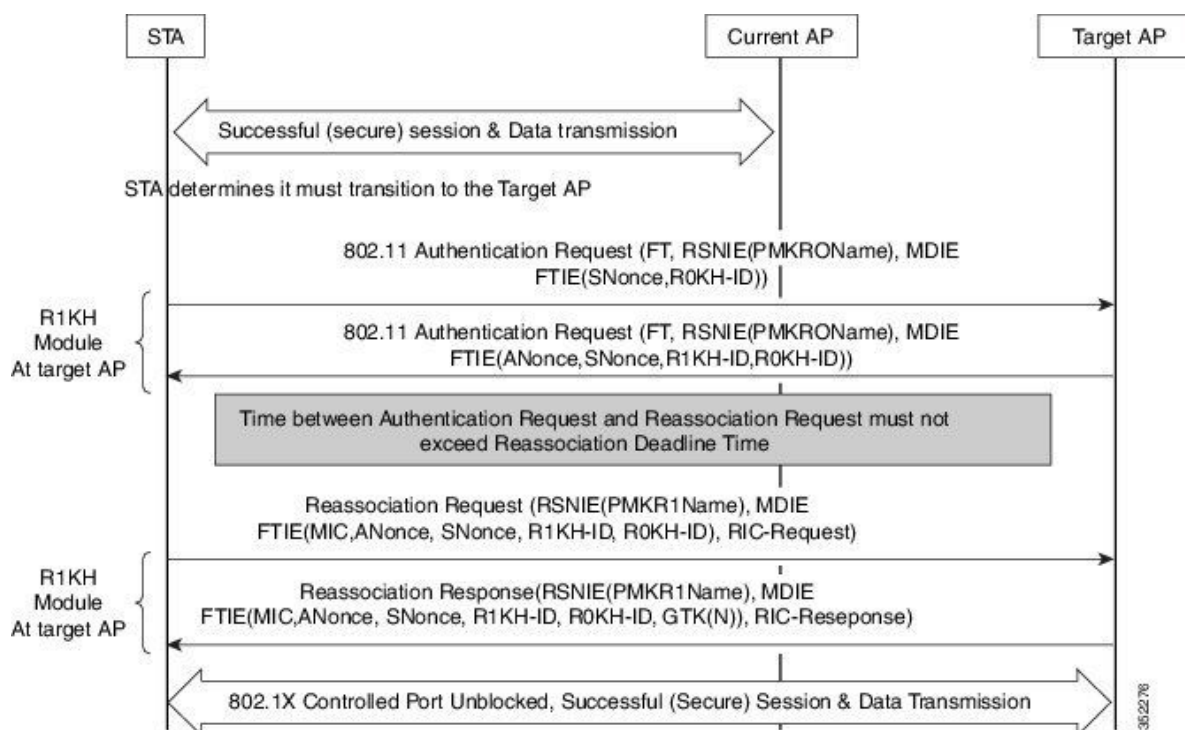 STA
Current AP
Target AP
Successful (secure) session & Data transmission
STA determines it must transition to the Target AP
802.11 Authentication Request (FT, RSNIE(PMKRONName), MDIE
FTIE(SNonce,R0KH-ID))
R1KH
Module
At target AP
802.11 Authentication Request (FT, RSNIE(PMKROName), MDIE
FTIE(ANonce,SNonce,R1KH-ID,R0KH-ID))
Time between Authentication Request and Reassociation Request must not
exceed Reassociation Deadline Time
Reassociation Request (RSNIE(PMKR1Name), MDIE
FTIE(MIC,ANonce, SNonce, R1KH-ID, R0KH-ID), RIC-Request)
R1KH
Module
At target AP
Reassociation Response(RSNIE(PMKR1Name), MDIE
FTIE(MIC,ANonce, SNonce, R1KH-ID, R0KH-ID, GTK(N)), RIC-Reseponse)
802.1X Controlled Port Unblocked, Successful (Secure) Session & Data Transmission
352276